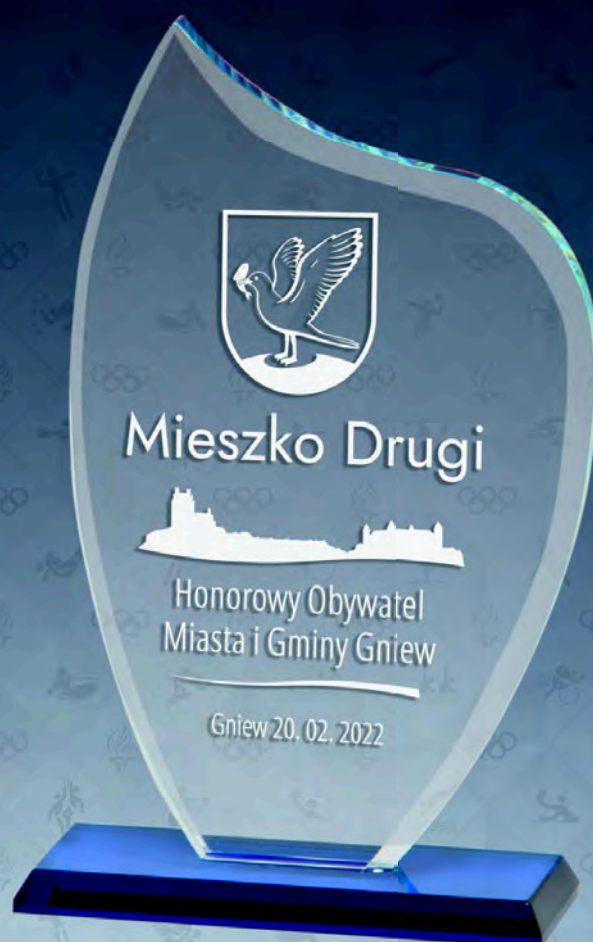 Mieszko Drugi
Honorowy Obywatel
Miasta i Gminy Gniew
Gniew 20. 02. 2022